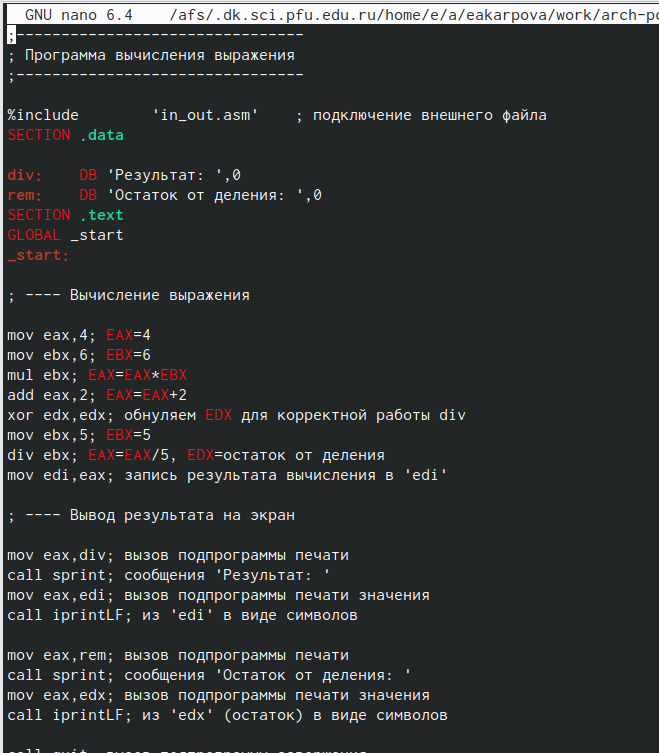 GNU nano 6.4    /afs/.dk.sci.pfu.edu.ru/home/e/a/eakarpova/work/arch-pc
;--------------------------------
; Программа вычисления выражения
;--------------------------------
%include        'in_out.asm'    ; подключение внешнего файла
SECTION .data
div:    DB 'Результат: ',0
rem:    DB 'Остаток от деления: ',0
SECTION .text
GLOBAL _start
_start:
; ---- Вычисление выражения
mov eax,4; EAX=4
mov ebx,6; EBX=6
mul ebx; EAX=EAX*EBX
add eax,2; EAX=EAX+2
xor edx,edx; обнуляем EDX для корректной работы div
mov ebx,5; EBX=5
div ebx; EAX=EAX/5, EDX=остаток от деления
mov edi,eax; запись результата вычисления в 'edi'
; ---- Вывод результата на экран
mov eax,div; вызов подпрограммы печати
call sprint; сообщения 'Результат: '
mov eax,edi; вызов подпрограммы печати значения
call iprintLF; из 'edi' в виде символов
mov eax,rem; вызов подпрограммы печати
call sprint; сообщения 'Остаток от деления: '
mov eax,edx; вызов подпрограммы печати значения
call iprintLF; из 'edx' (остаток) в виде символов
call quit; вызов подпрограммы завершения